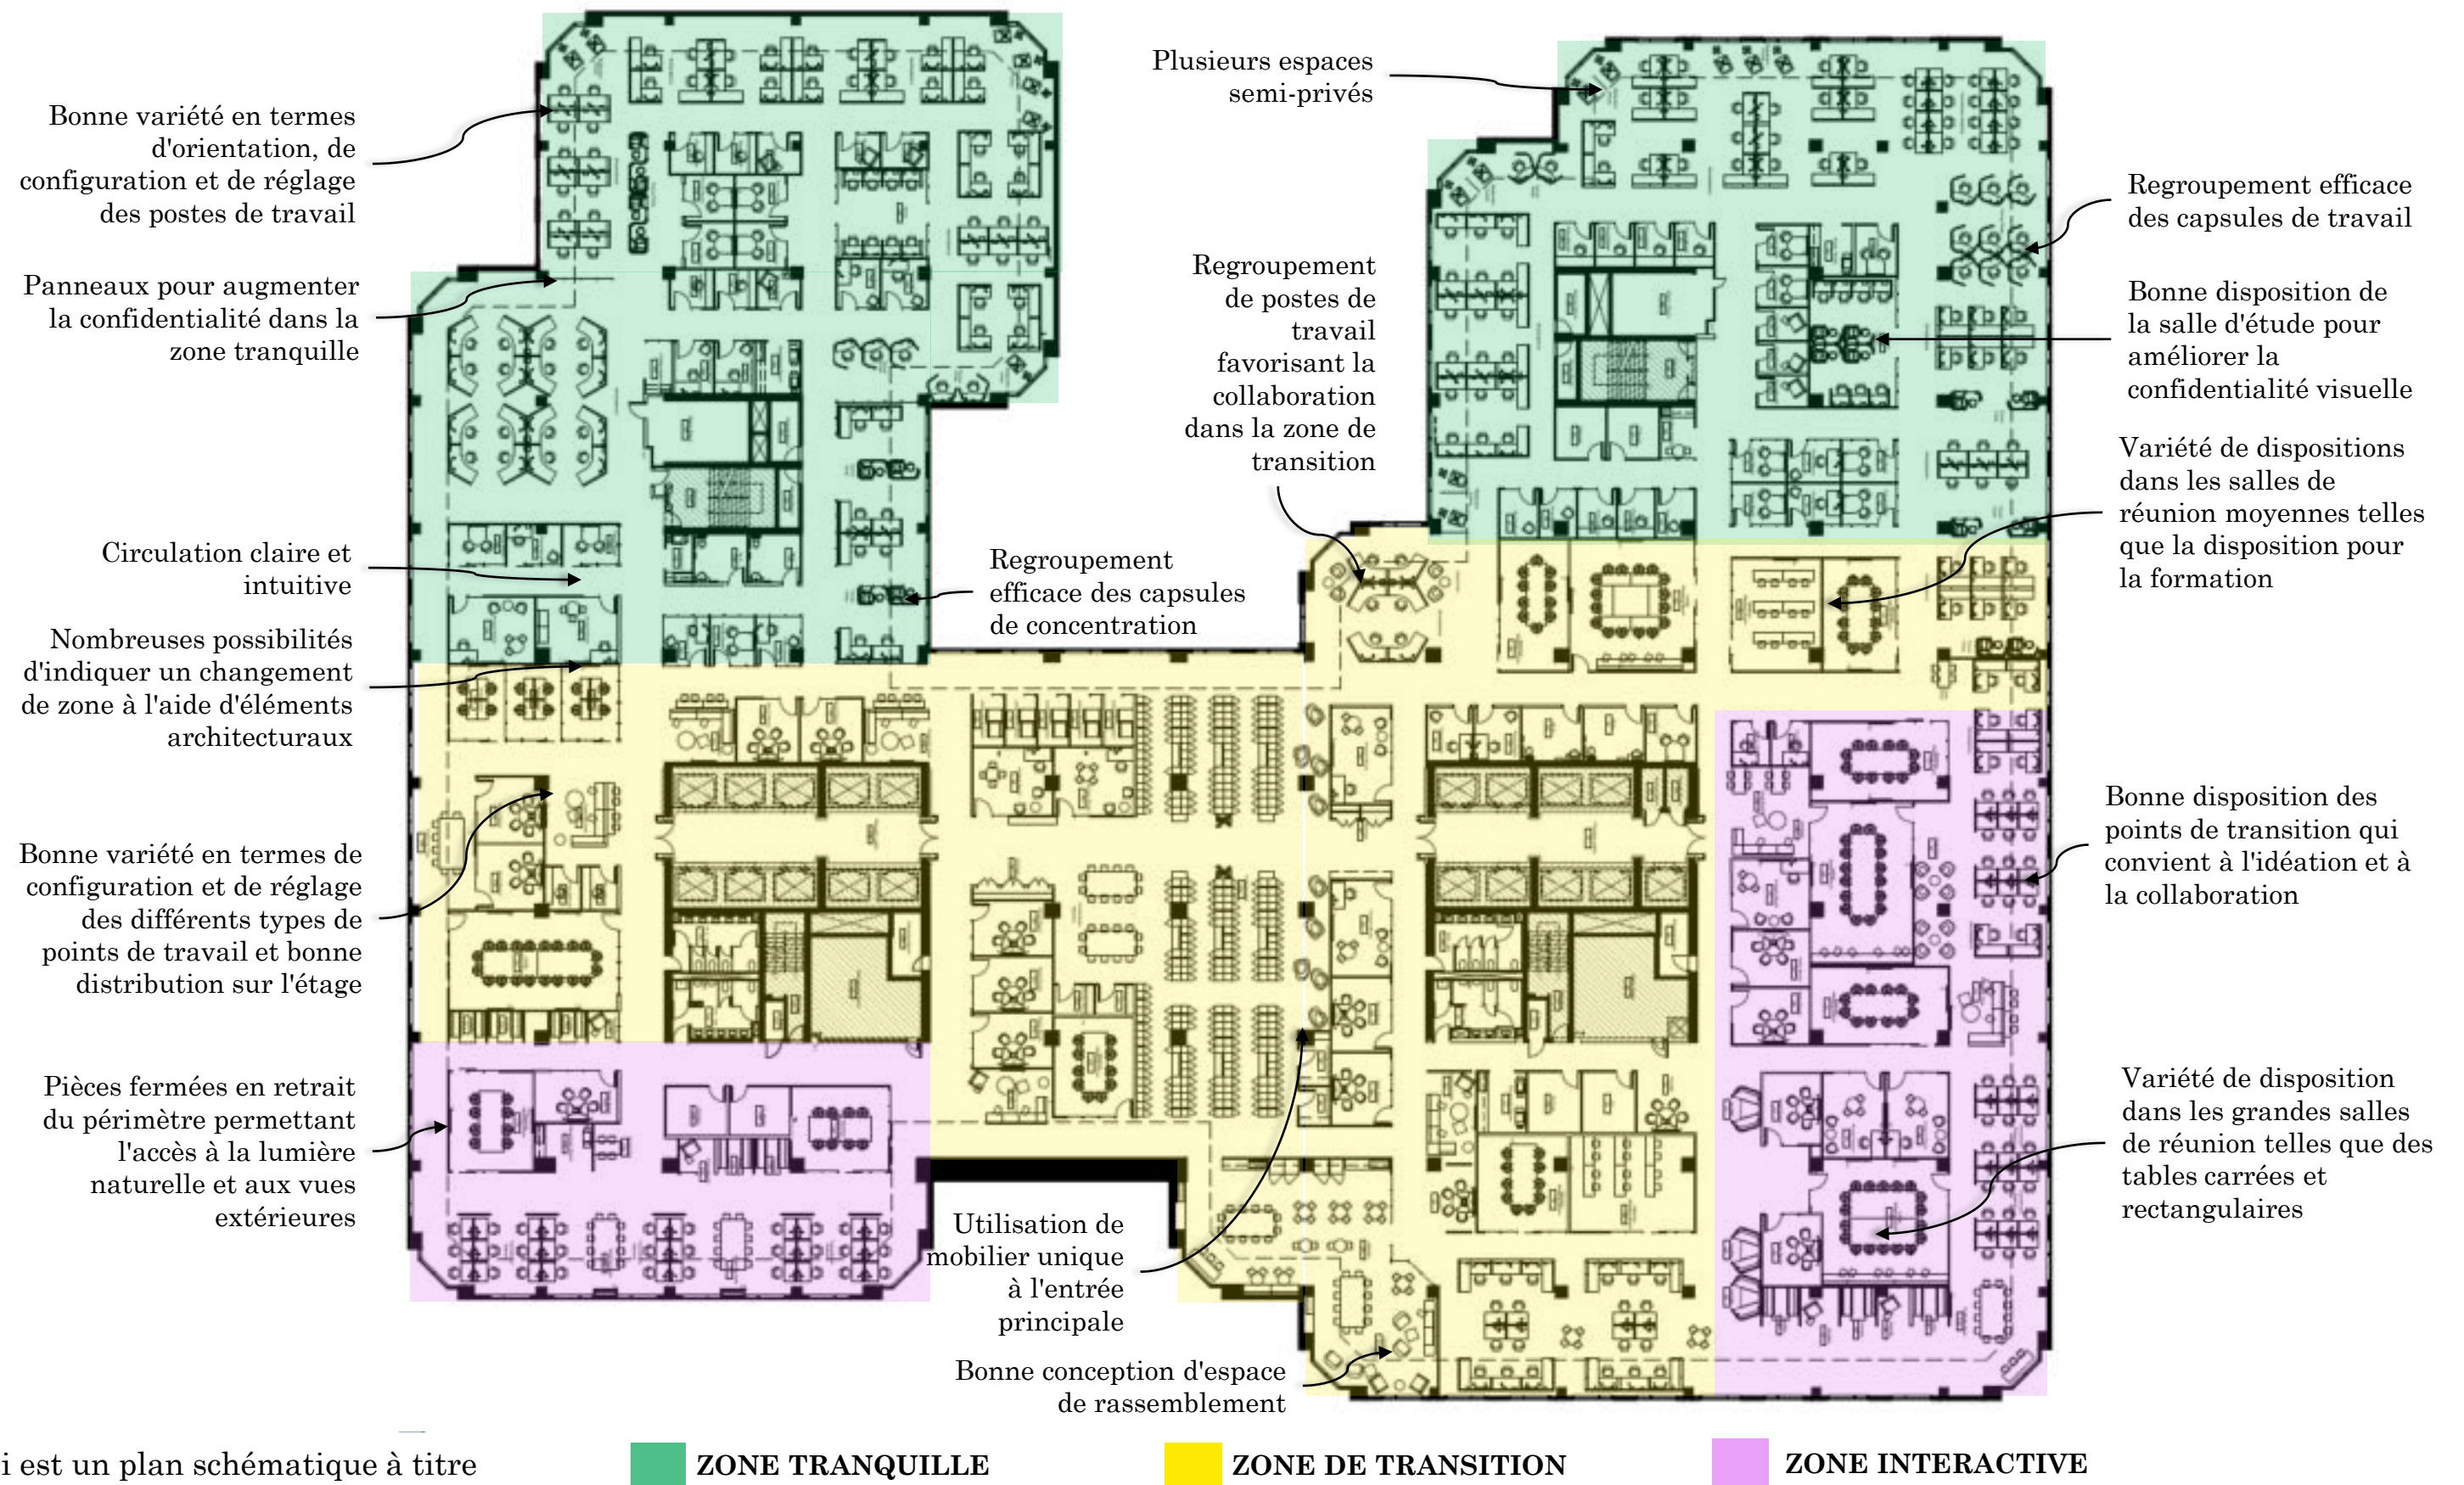 Bonne variété en termes
d'orientation, de
configuration et de réglage
des postes de travail
Panneaux pour augmenter
la confidentialité dans la
zone tranquille
Circulation claire et
intuitive
Nombreuses possibilités
d'indiquer un changement
de zone à l'aide d'éléments
architecturaux
Bonne variété en termes de
configuration et de réglage
des différents types de
points de travail et bonne
distribution sur l'étage
Pièces fermées en retrait
du périmètre permettant
l'accès à la lumière
naturelle et aux vues
extérieures
Plusieurs espaces
semi-privés
Regroupement
de postes de
travail
favorisant la
collaboration
dans la zone de
transition
Regroupement
efficace des capsules
de concentration
Utilisation de
mobilier unique
à l'entrée
principale
Bonne conception d'espace
de rassemblement
Regroupement efficace
des capsules de travail
Bonne disposition de
la salle d'étude pour
améliorer la
confidentialité visuelle
Variété de dispositions
dans les salles de
réunion moyennes telles
que la disposition pour
la formation
Bonne disposition des
points de transition qui
convient à l'idéation et à
la collaboration
Variété de disposition
dans les grandes salles
de réunion telles que des
tables carrées et
rectangulaires
i est un plan schématique à titre
ZONE TRANQUILLE
ZONE DE TRANSITION
ZONE INTERACTIVE